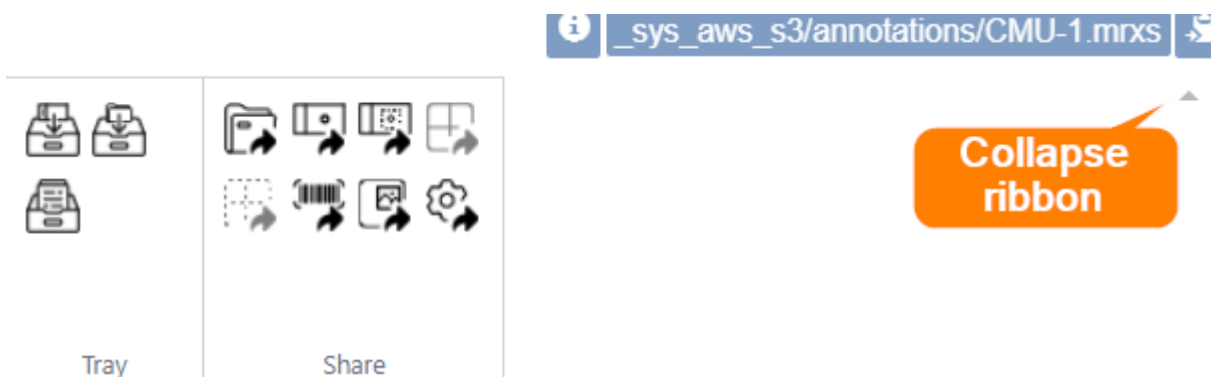 _sys_aws_s3/annotations/CMU-1.mrxs
Collapse
ribbon
Tray
Share